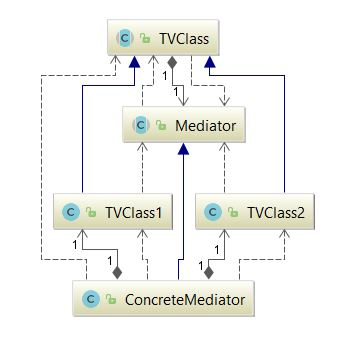 C TVClass
1
1
C Mediator
C TVClass1
C TVClass2
1
1
1
1
C ConcreteMediator